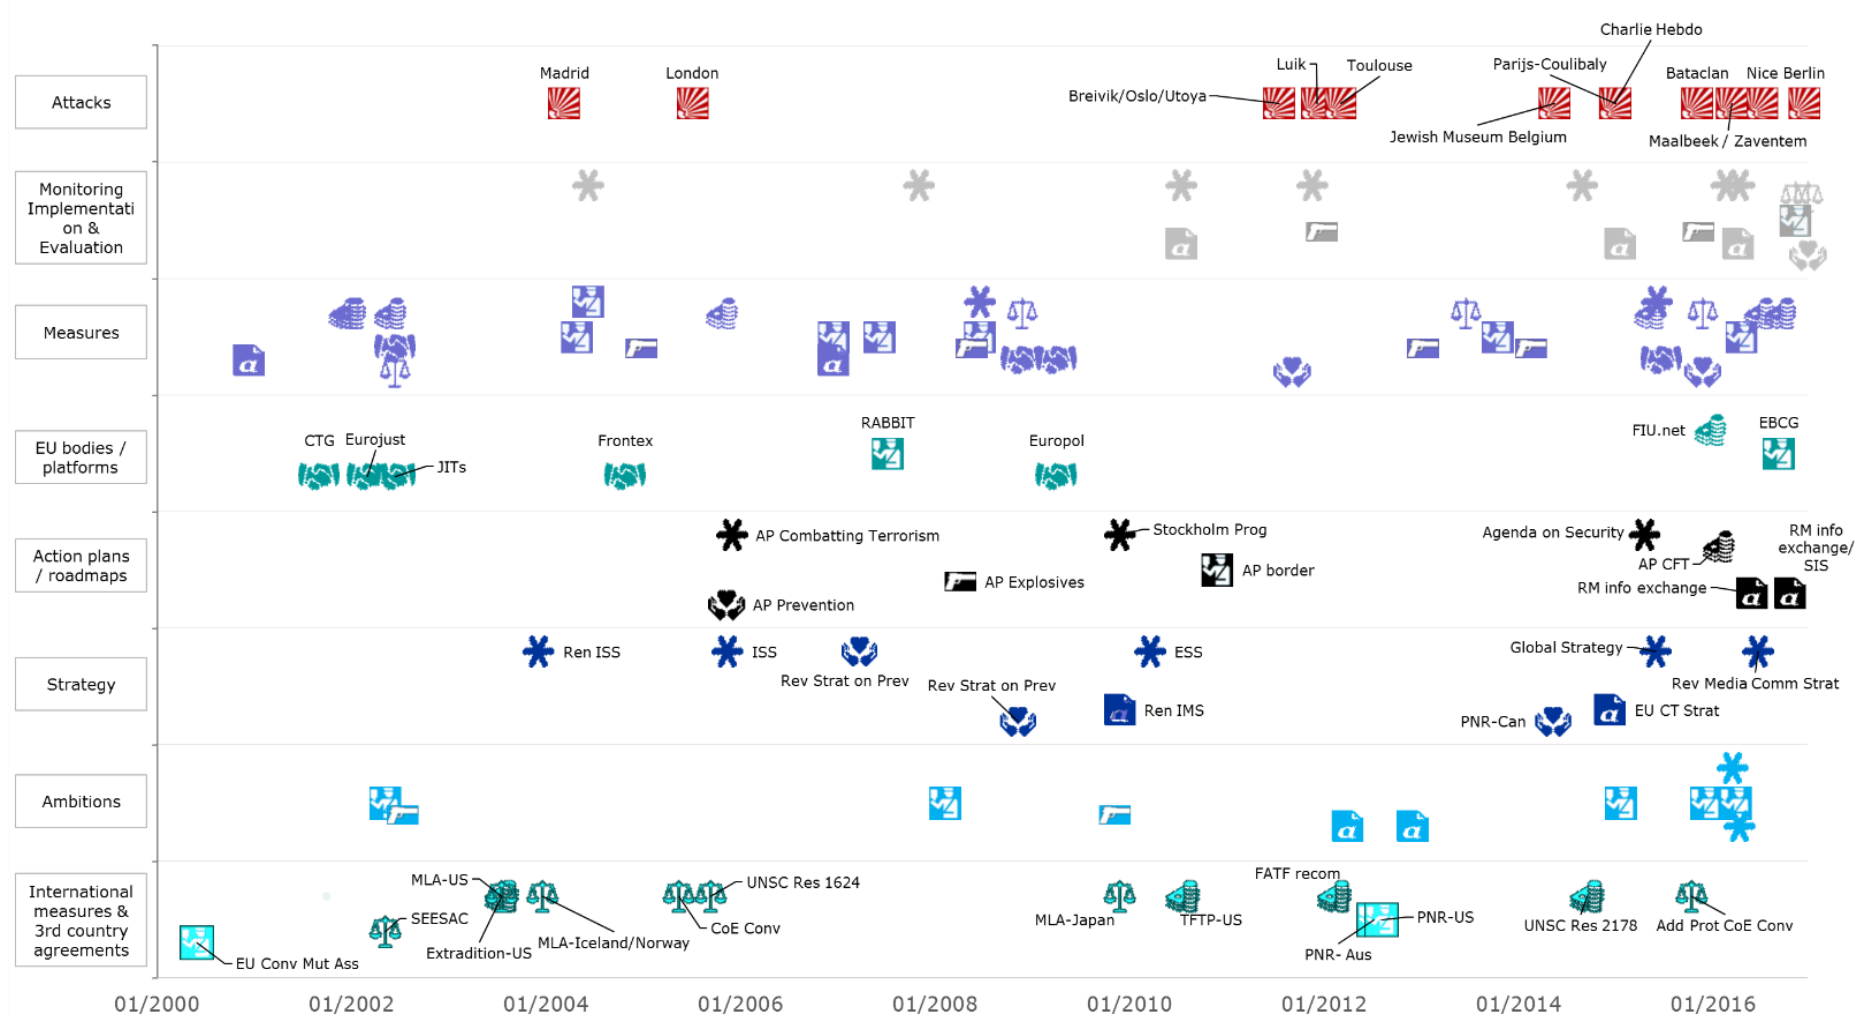 Charlie Hebdo
Madrid
London
Luik
Toulouse
Parijs-Coulibaly
Bataclan
Nice
Berlin
Attacks
Breivik/Oslo/Utoya
Jewish Museum Belgium
Maalbeek / Zaventem
Monitoring
Implementati
on &
Evaluation
Measures
EU bodies /
platforms
CTG
Eurojust
JITs
Frontex
RABBIT
Europol
FIU.net
EBCG
Action plans
/ roadmaps
AP Combatting Terrorism
AP Prevention
AP Explosives
Stockholm Prog
AP border
Agenda on Security
AP CFT
RM info exchange
RM info
exchange/
SIS
Strategy
Ren ISS
ISS
Rev Strat on Prev
Rev Strat on Prev
ESS
Ren IMS
Global Strategy
Rev Media Comm Strat
PNR-Can
EU CT Strat
Ambitions
International
measures &
3rd country
agreements
MLA-US
SEESAC
Extradition-US
EU Conv Mut Ass
MLA-Iceland/Norway
UNSC Res 1624
CoE Conv
MLA-Japan
TFTP-US
FATF recom
PNR-US
PNR- Aus
UNSC Res 2178
Add Prot CoE Conv
01/2000
01/2002
01/2004
01/2006
01/2008
01/2010
01/2012
01/2014
01/2016